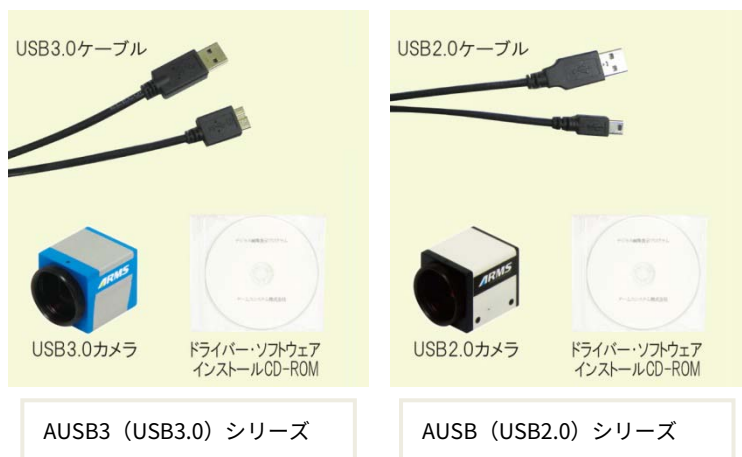 USB3.0ケーブル
ARMS
USB3.0カメラ
ドライバー・ソフトウェア
インストールCD-ROM
AUSB3（USB3.0）シリーズ
USB2.0ケーブル
ARMS
USB2.0カメラ
ドライバー・ソフトウェア
インストールCD-ROM
AUSB（USB2.0）シリーズ